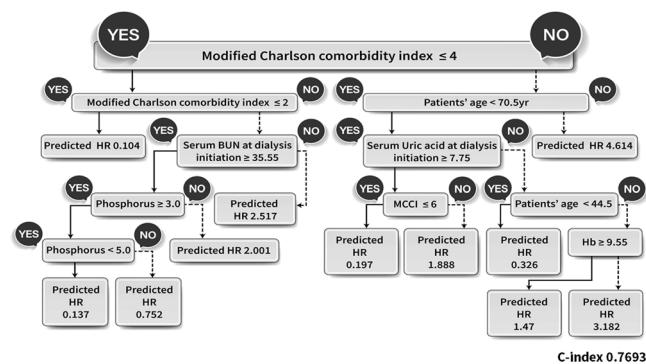 YES
NO
Modified Charlson comorbidity index ≤4
YES
NO
YES
NO
Modified Charlson comorbidity index ≤2
Patients' age < 70.5yr
YES
NO
YES
NO
Predicted HR 0.104
Serum BUN at dialysis
initiation ≥ 35.55
Serum Uric acid at dialysis
initiation ≥ 7.75
Predicted HR 4.614
YES
NO
YES
NO
YES
NO
Phosphorus ≥ 3.0
Predicted
HR 2.517
MCCI ≤ 6
Patients' age < 44.5
YES
NO
Phosphorus < 5.0
Predicted HR 2.001
Predicted
HR
0.197
Predicted
HR
1.888
Predicted
HR
0.326
Hb ≥ 9.55
Predicted
HR
0.137
Predicted
HR
0.752
Predicted
HR
1.47
Predicted
HR
3.182
C-index 0.7693